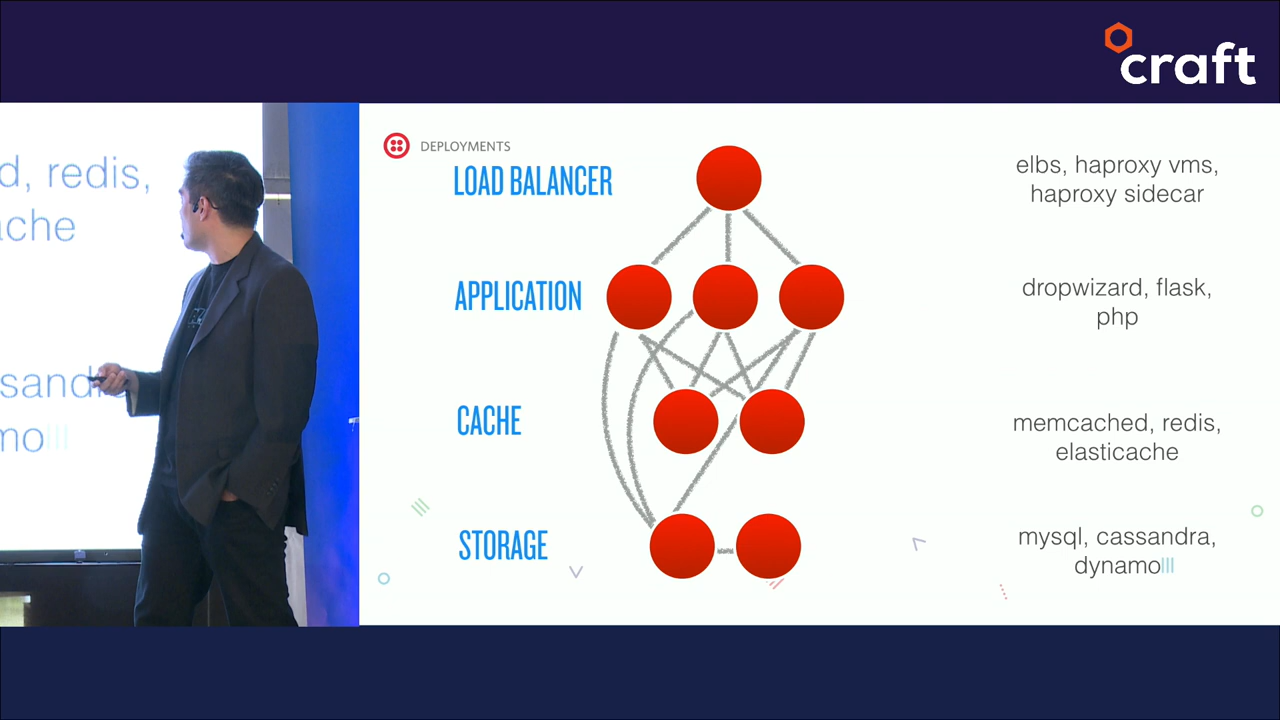 craft
d, redis,
ache
sand
mo
DEPLOYMENTS
LOAD BALANCER
elbs, haproxy vms,
haproxy sidecar
APPLICATION
dropwizard, flask,
php
CACHE
memcached, redis,
elasticache
STORAGE
mysql, cassandra,
dynamo